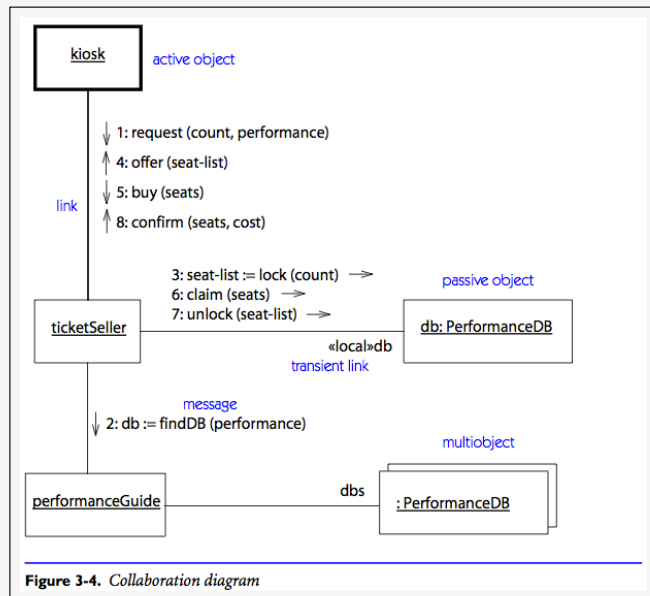 kiosk
active object
1: request (count, performance)
4: offer (seat-list)
5: buy (seats)
link
8: confirm (seats, cost)
3: seat-list := lock (count)
6: claim (seats)
7: unlock (seat-list)
passive object
ticketSeller
db: PerformanceDB
«local»db
transient link
message
2: db := findDB (performance)
multiobject
performanceGuide
dbs
: PerformanceDB
Figure 3-4. Collaboration diagram